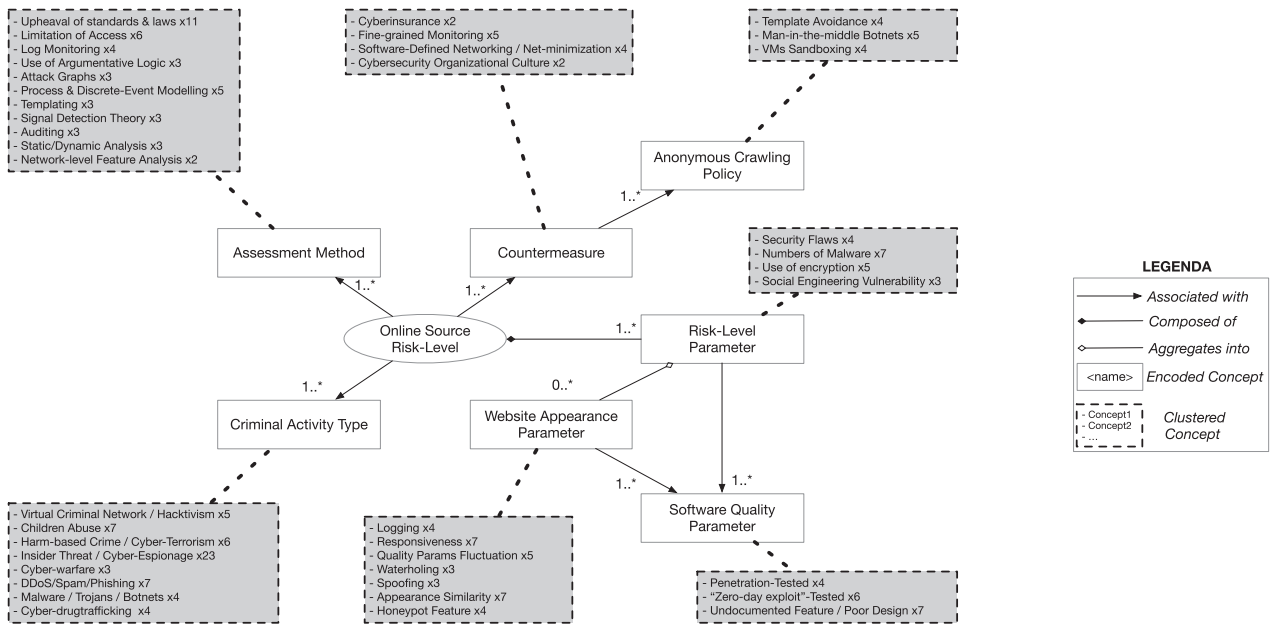 - Upheaval of standards & laws x11
- Limitation of Access x6
- Log Monitoring x4
- Use of Argumentative Logic x3
- Attack Graphs x3
- Process & Discrete-Event Modelling x5
- Templating x3
- Signal Detection Theory x3
- Auditing x3
- Static/Dynamic Analysis x3
- Network-level Feature Analysis x2
- Cyberinsurance x2
- Fine-grained Monitoring x5
- Software-Defined Networking / Net-minimization x4
- Cybersecurity Organizational Culture x2
- Template Avoidance x4
- Man-in-the-middle Botnets x5
- VMs Sandboxing x4
Anonymous Crawling
Policy
1..*
Assessment Method
Countermeasure
- Security Flaws x4
- Numbers of Malware x7
- Use of encryption x5
- Social Engineering Vulnerability x3
1..*
1..*
Online Source
Risk-Level
1..*
Risk-Level
Parameter
1..*
0..*
Criminal Activity Type
Website Appearance
Parameter
1..*
1..*
Software Quality
Parameter
- Virtual Criminal Network / Hacktivism x5
- Children Abuse x7
- Harm-based Crime / Cyber-Terrorism x6
- Insider Threat / Cyber-Espionage x23
- Cyber-warfare x3
- DDoS/Spam/Phishing x7
- Malware / Trojans / Botnets x4
- Cyber-drugtrafficking x4
- Logging x4
- Responsiveness x7
- Quality Params Fluctuation x5
- Waterholing x3
- Spoofing x3
- Appearance Similarity x7
- Honeypot Feature x4
- Penetration-Tested x4
- "Zero-day exploit"-Tested x6
- Undocumented Feature / Poor Design x7
LEGENDA
Associated with
Composed of
Aggregates into
<name> Encoded Concept
- Concept1
- Concept2
- ...
Clustered
Concept